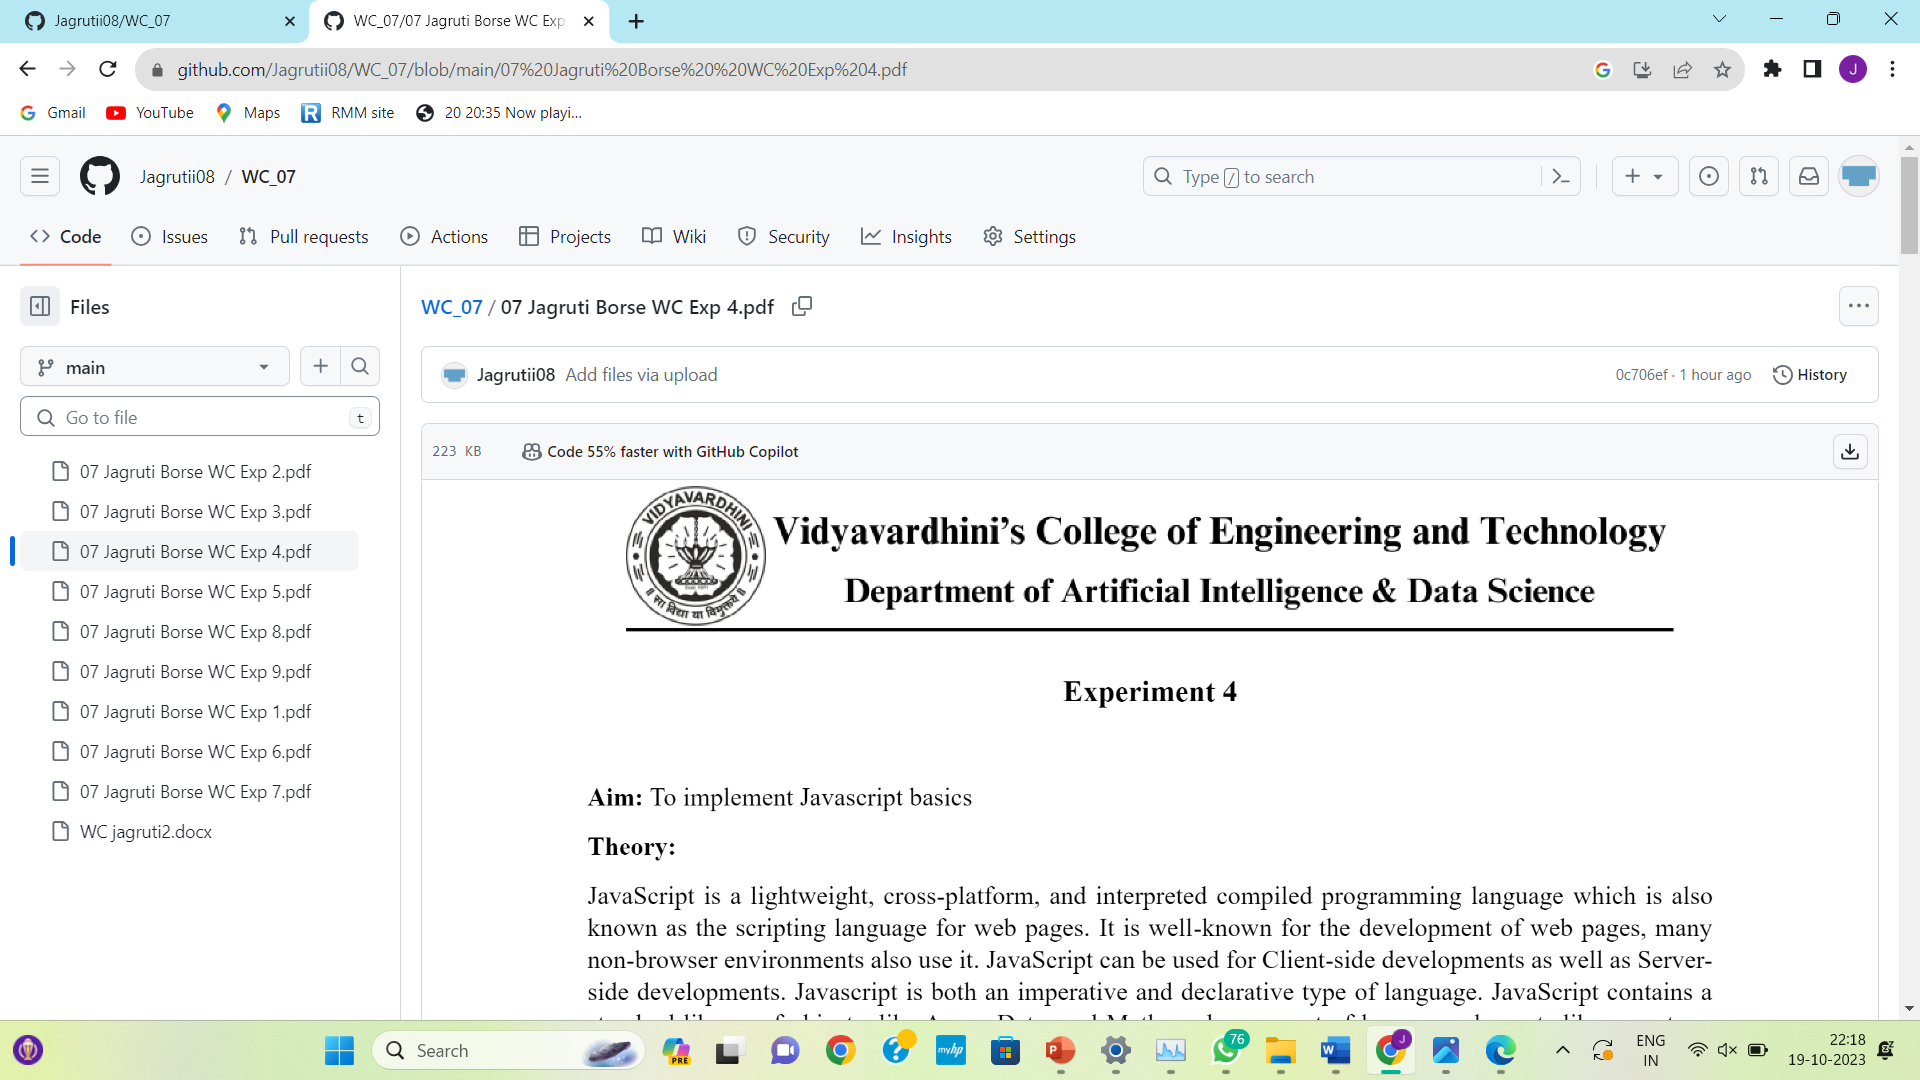 Jagrutii08/WC_07
WC_07/07 Jagruti Borse WC Exp
github.com/Jagrutii08/WC_07/blob/main/07%20Jagruti%20Borse%20%20WC%20Exp%204.pdf
J
Gmail
YouTube
Maps
R
RMM site
20 20:35 Now playi...
Jagrutii08 / WC_07
Type / to search
Code
Issues
Pull requests
Actions
Projects
Wiki
Security
Insights
Settings
Files
main
Go to file
t
07 Jagruti Borse WC Exp 2.pdf
07 Jagruti Borse WC Exp 3.pdf
07 Jagruti Borse WC Exp 4.pdf
07 Jagruti Borse WC Exp 5.pdf
07 Jagruti Borse WC Exp 8.pdf
07 Jagruti Borse WC Exp 9.pdf
07 Jagruti Borse WC Exp 1.pdf
07 Jagruti Borse WC Exp 6.pdf
07 Jagruti Borse WC Exp 7.pdf
WC jagruti2.docx
WC_07 / 07 Jagruti Borse WC Exp 4.pdf
Jagrutii08 Add files via upload
0c706ef · 1 hour ago
History
223 KB
Code 55% faster with GitHub Copilot
VIDYAVARDHINI
॥ सा विद्या या विमुक्तये ॥
Vidyavardhini's College of Engineering and Technology
Department of Artificial Intelligence & Data Science
Experiment 4
Aim: To implement Javascript basics
Theory:
JavaScript is a lightweight, cross-platform, and interpreted compiled programming language which is also
known as the scripting language for web pages. It is well-known for the development of web pages, many
non-browser environments also use it. JavaScript can be used for Client-side developments as well as Server-
side developments. Javascript is both an imperative and declarative type of language. JavaScript contains a
Search
PRE
myhp
P
76
W
J
ENG
IN
22:18
19-10-2023